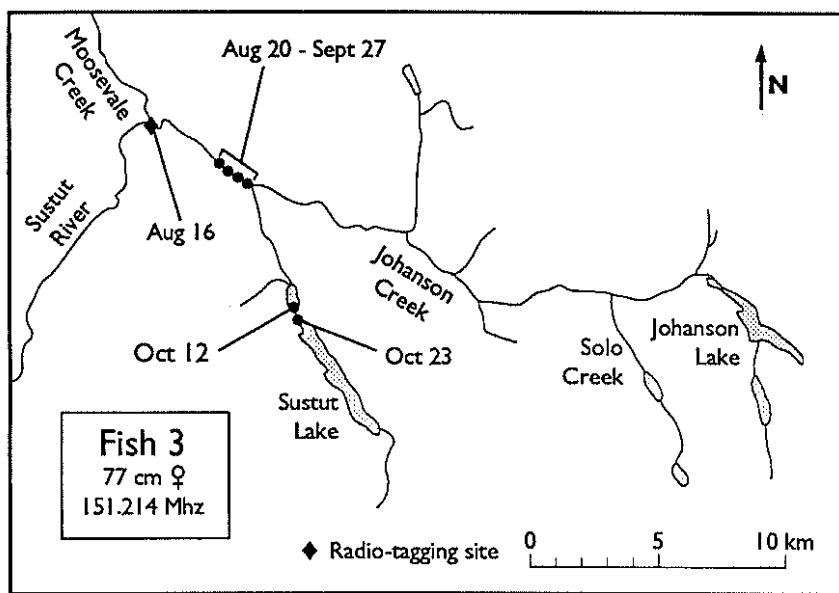 Moosevale
Creek
Aug 20 - Sept 27
N
Sustut
River
Aug 16
Johanson
Creek
Oct 12
Oct 23
Solo
Creek
Johanson
Lake
Sustut
Lake
Fish 3
77 cm ♀
151.214 Mhz
♦ Radio-tagging site
0 5 10 km